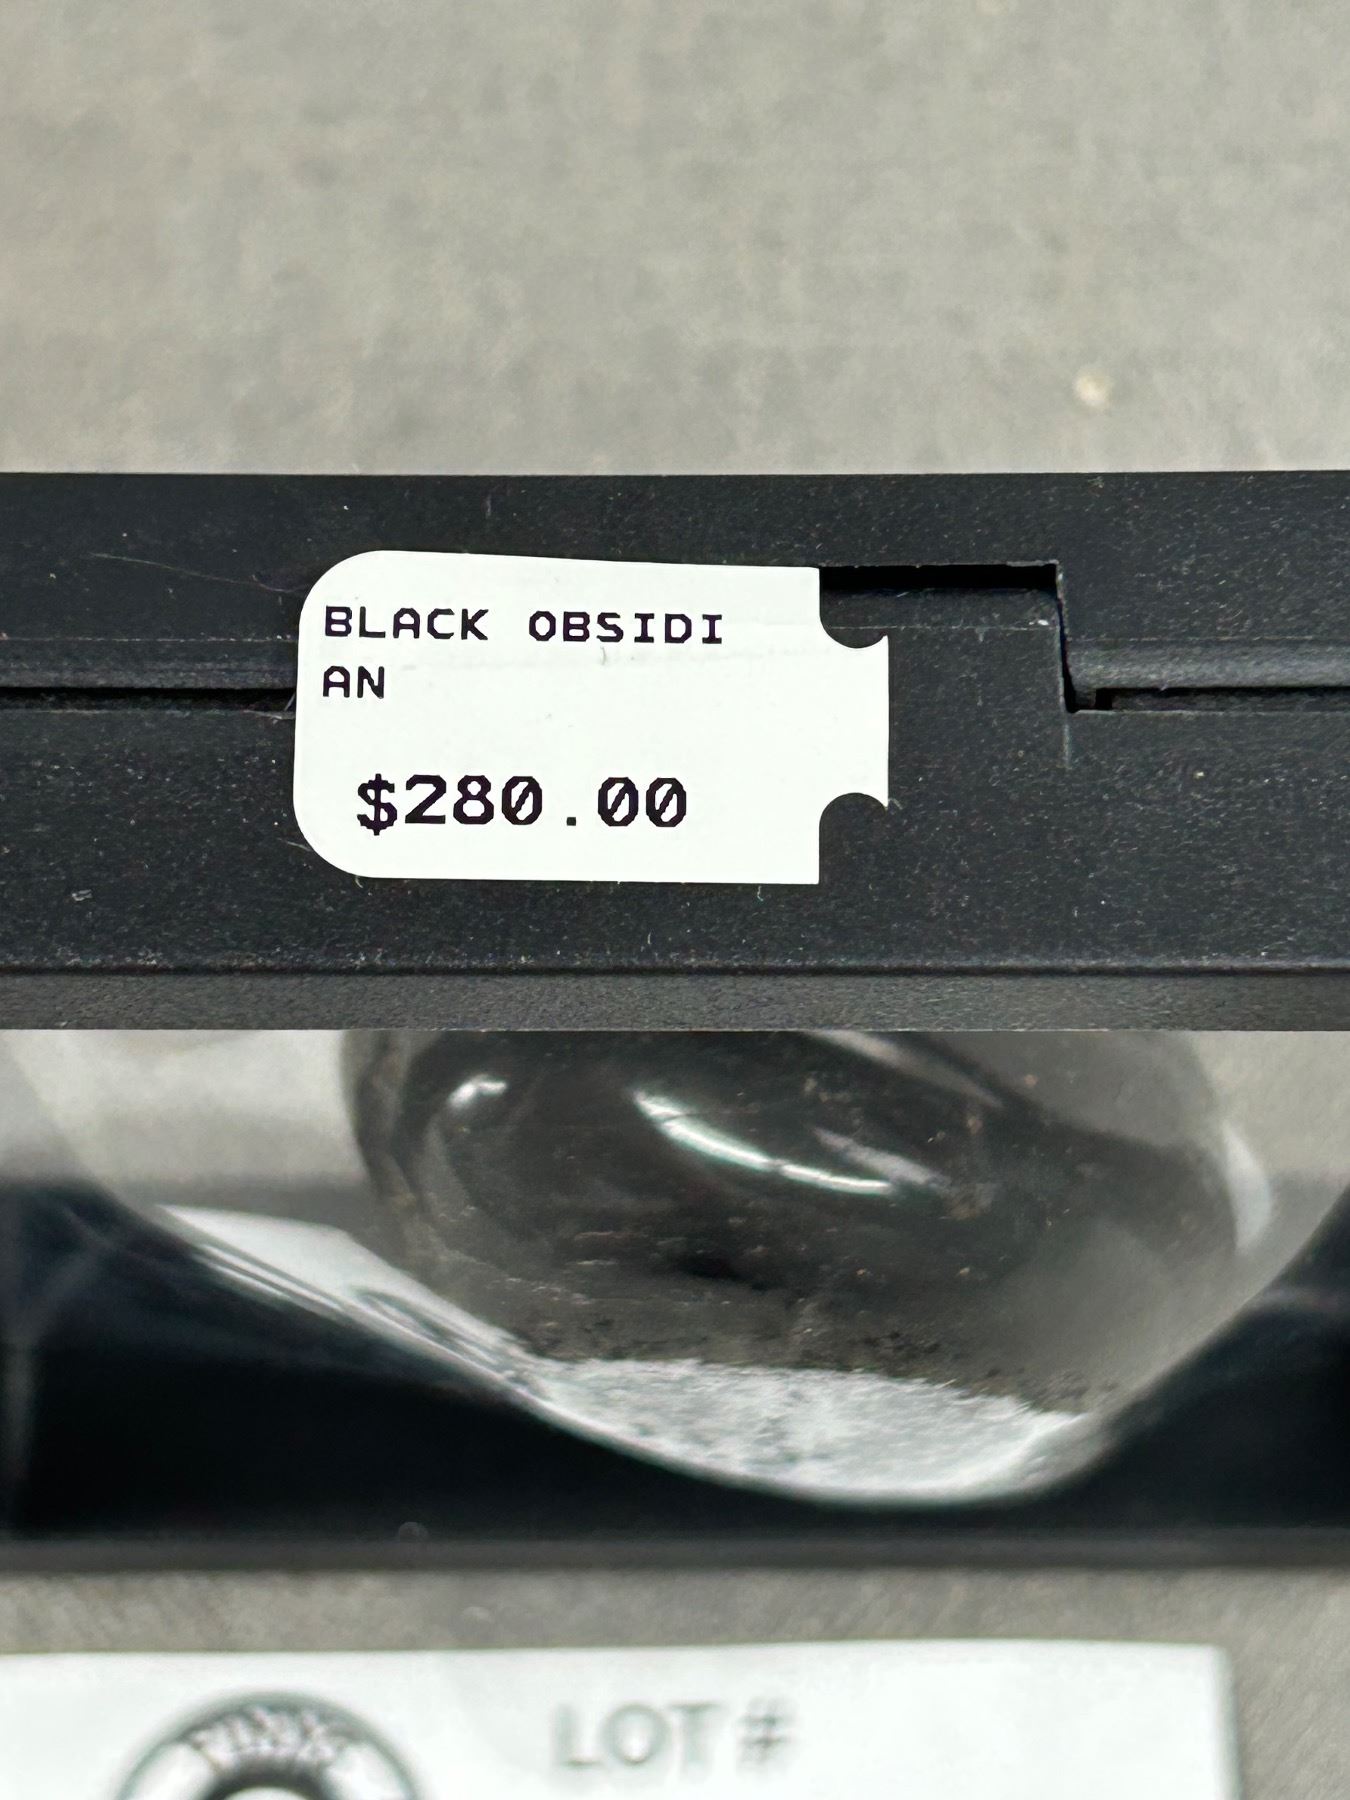 BLACK OBSIDI
AN
$280.00
LOT #